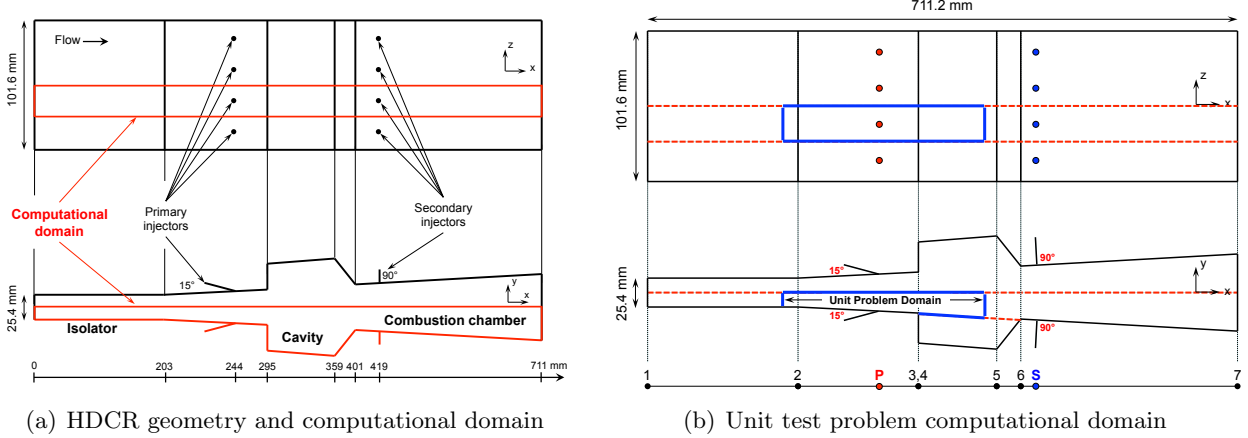 711.2 mm
Flow
z
x
101.6 mm
z
x
101.6 mm
Computational
domain
Primary
injectors
Secondary
injectors
15°
90°
y
x
25.4 mm
Isolator
Cavity
Combustion chamber
0
203
244
295
359
401
419
711 mm
15°
90°
y
x
25.4 mm
Unit Problem Domain
15°
90°
1
2
P
3,4
5
6
S
7
(a) HDCR geometry and computational domain
(b) Unit test problem computational domain